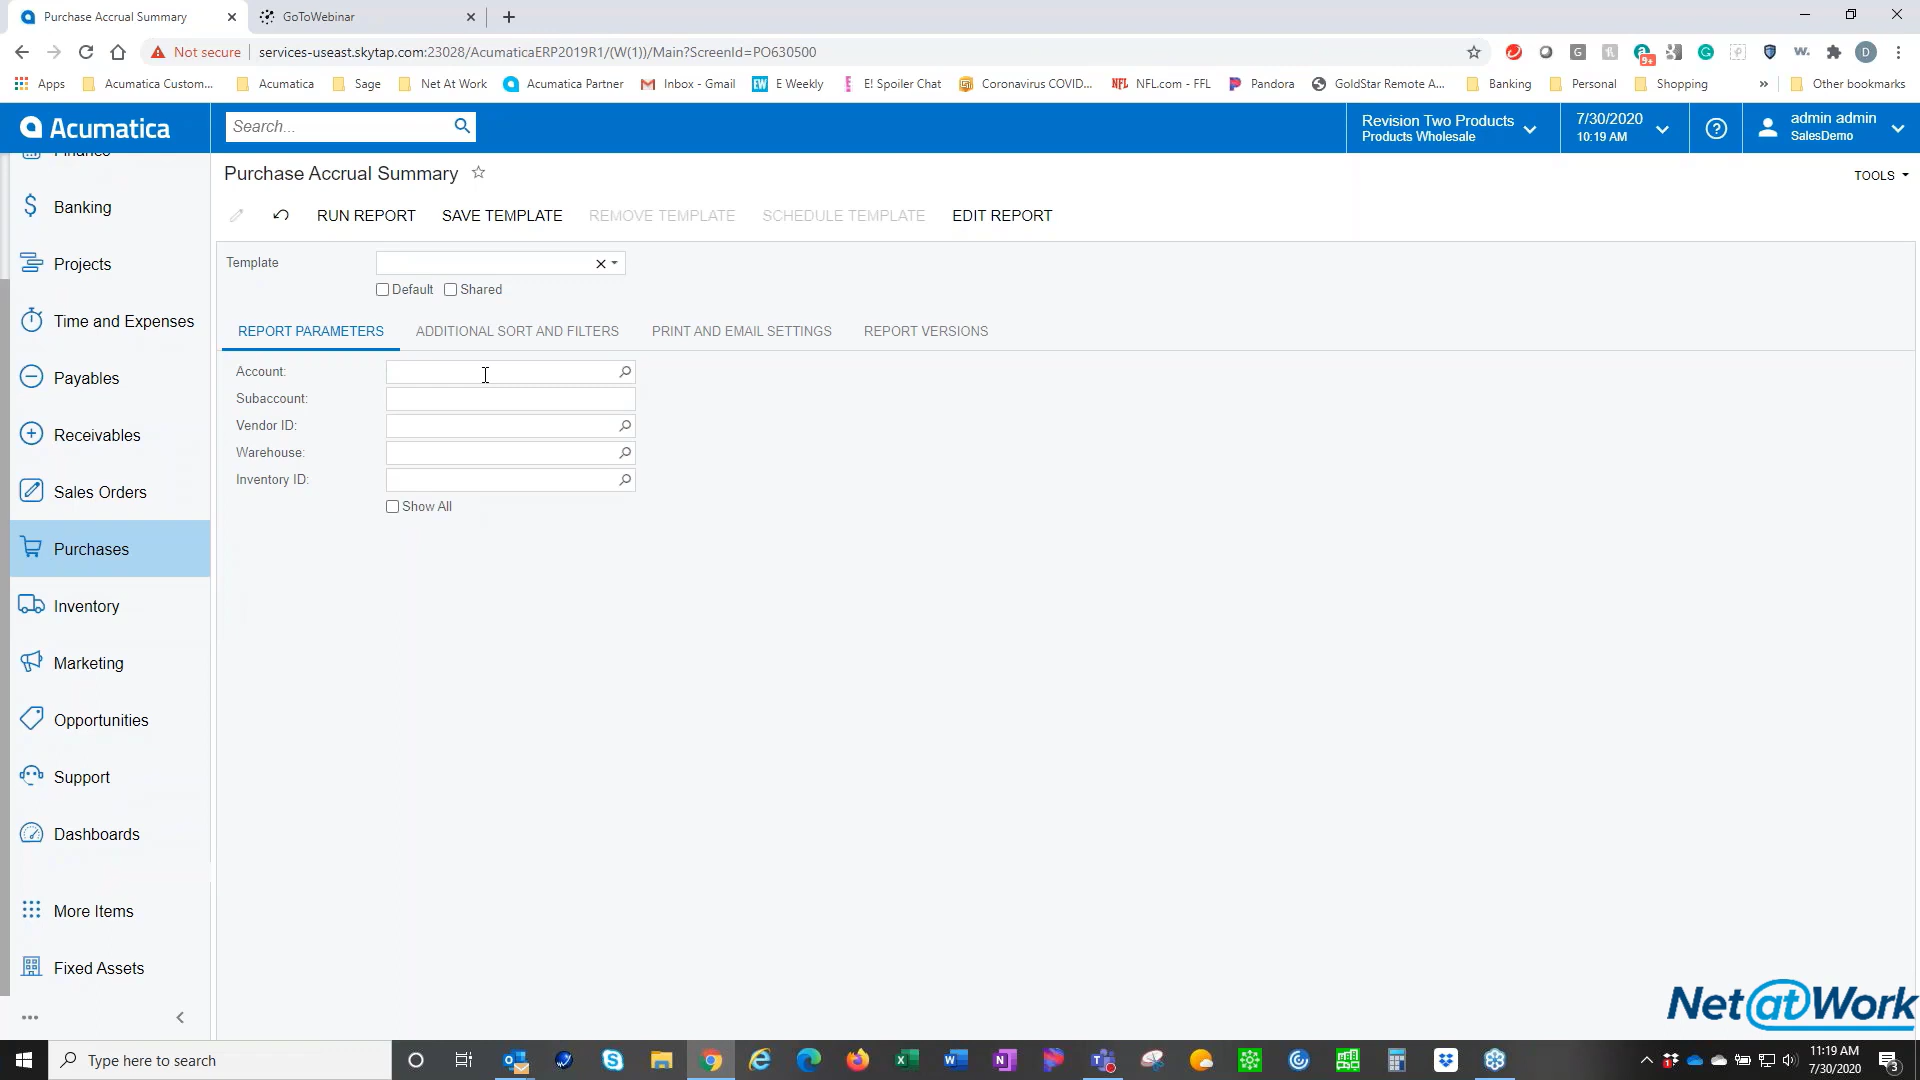 Purchase Accrual Summary
GoToWebinar
Not secure
services-useast.skytap.com:23028/AcumaticaERP2019R1/(W(1))/Main?ScreenId=PO630500
9+
D
Apps
Acumatica Custom...
Acumatica
Sage
Net At Work
Acumatica Partner
Inbox - Gmail
EW
E Weekly
E! Spoiler Chat
Coronavirus COVID...
NFL
NFL.com - FFL
Pandora
GoldStar Remote A...
Banking
Personal
Shopping
»
Other bookmarks
Acumatica
Search...
Revision Two Products
Products Wholesale
7/30/2020
10:19 AM
admin admin
SalesDemo
Purchase Accrual Summary
TOOLS
RUN REPORT
SAVE TEMPLATE
REMOVE TEMPLATE
SCHEDULE TEMPLATE
EDIT REPORT
Template
Default
Shared
REPORT PARAMETERS
ADDITIONAL SORT AND FILTERS
PRINT AND EMAIL SETTINGS
REPORT VERSIONS
Account:
Subaccount:
Vendor ID:
Warehouse:
Inventory ID:
Show All
Banking
Projects
Time and Expenses
Payables
Receivables
Sales Orders
Purchases
Inventory
Marketing
Opportunities
Support
Dashboards
More Items
Fixed Assets
Net at Work
Type here to search
11:19 AM
7/30/2020
3